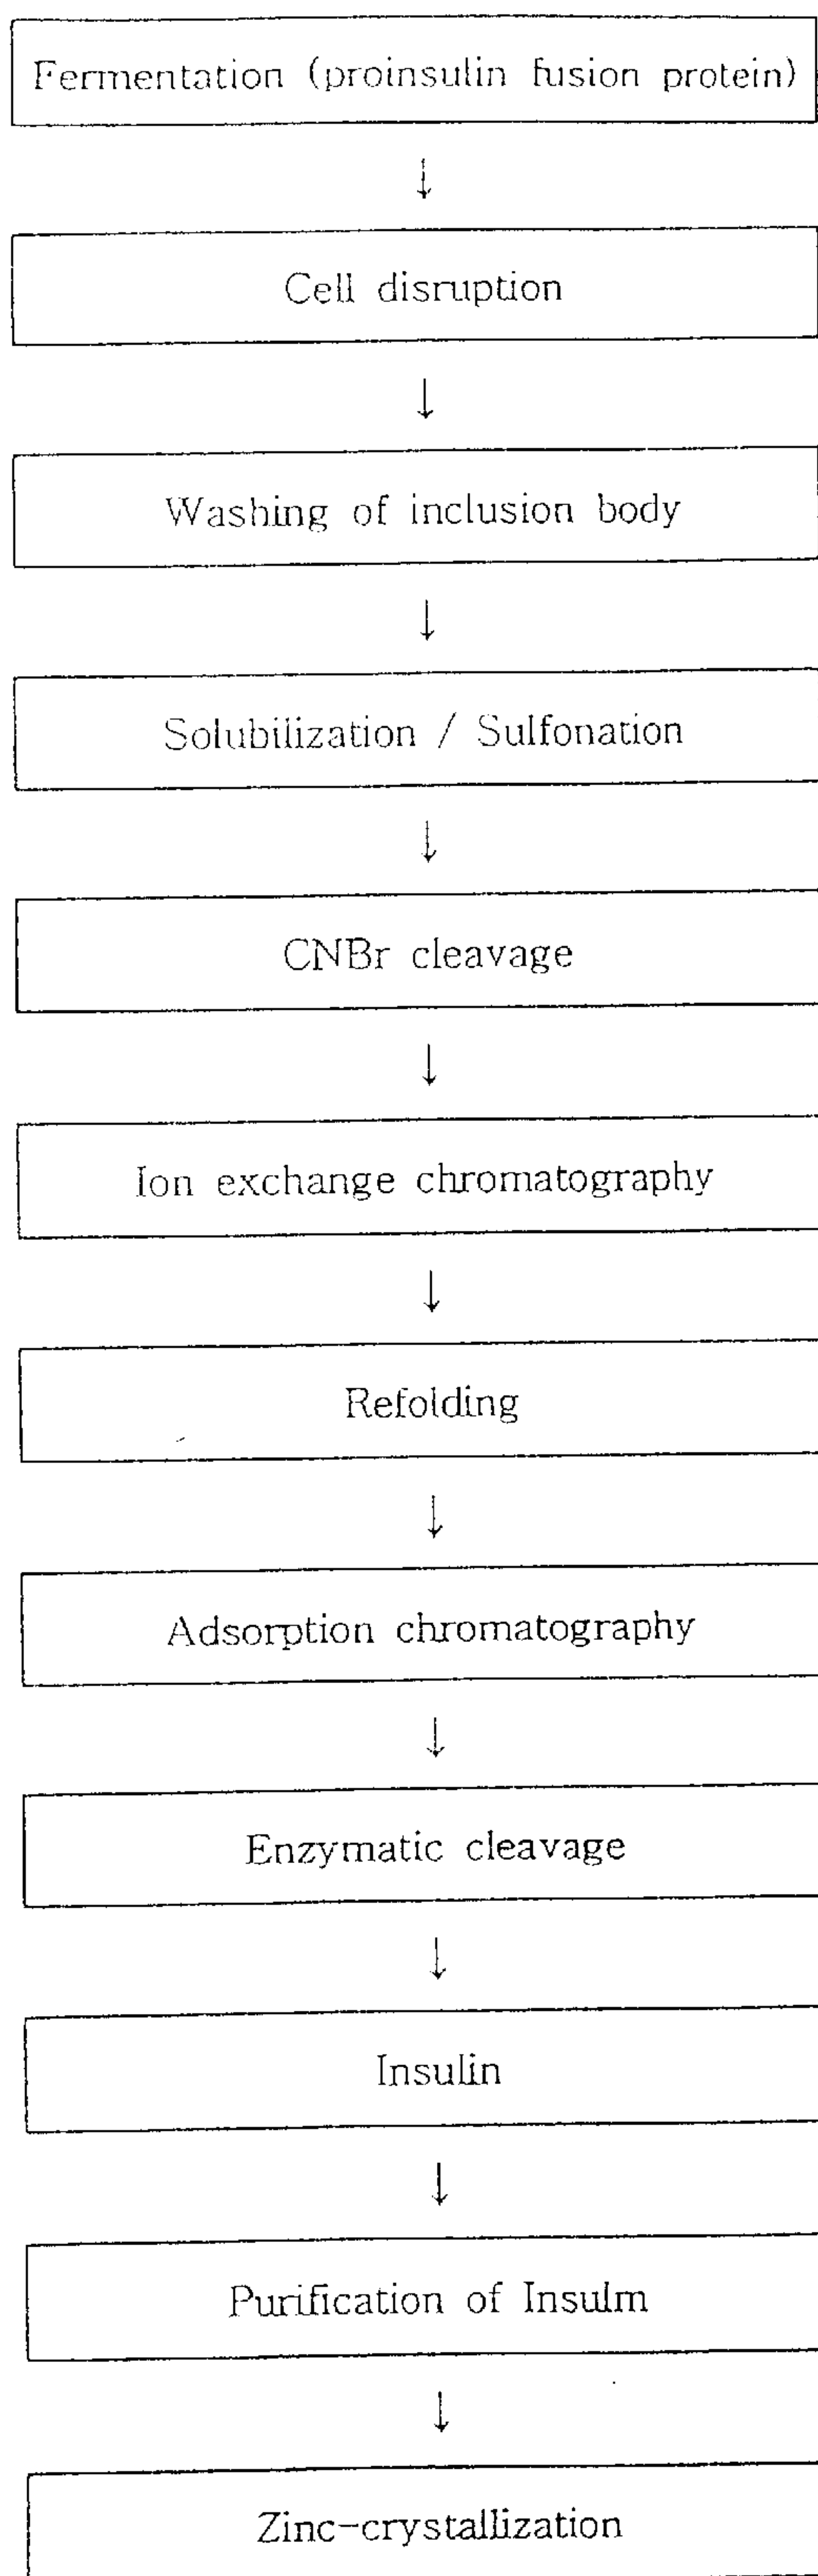 Fermentation (proinsulin fusion protein)
↓
Cell disruption
↓
Washing of inclusion body
↓
Solubilization / Sulfonation
↓
CNBr cleavage
↓
Ion exchange chromatography
↓
Refolding
↓
Adsorption chromatography
↓
Enzymatic cleavage
↓
Insulin
↓
Purification of Insulm
↓
Zinc-crystallization